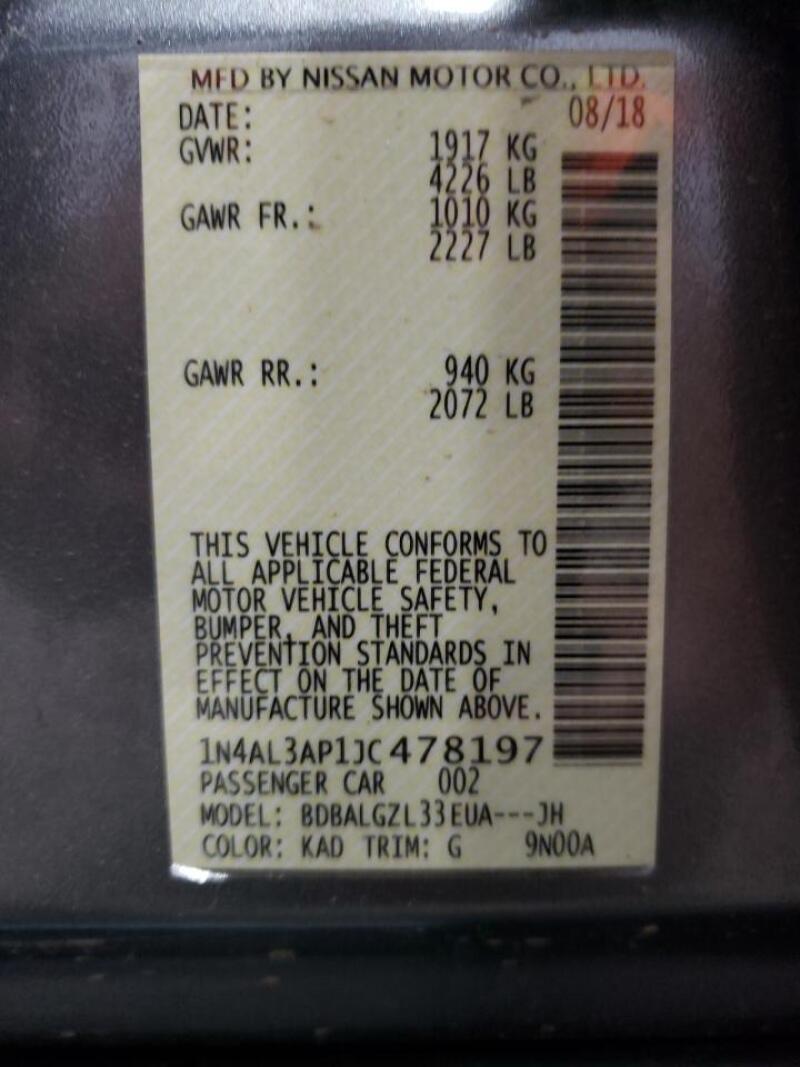 MFD BY NISSAN MOTOR CO., LTD.
DATE: 08/18
GVWR: 1917 KG
4226 LB
GAWR FR.: 1010 KG
2227 LB
GAWR RR.: 940 KG
2072 LB
THIS VEHICLE CONFORMS TO
ALL APPLICABLE FEDERAL
MOTOR VEHICLE SAFETY,
BUMPER, AND THEFT
PREVENTION STANDARDS IN
EFFECT ON THE DATE OF
MANUFACTURE SHOWN ABOVE.
1N4AL3AP1JC478197
PASSENGER CAR 002
MODEL: BDBALGZL33EUA---JH
COLOR: KAD TRIM: G 9N00A